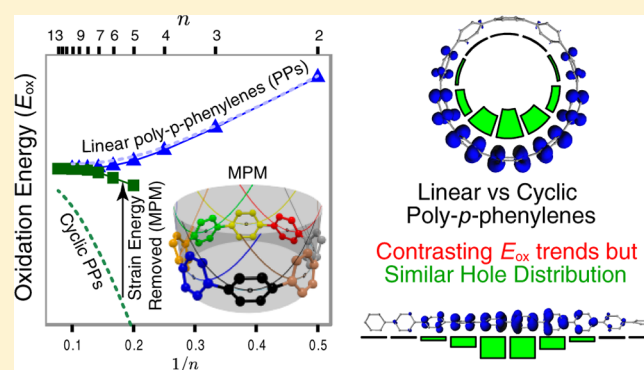 n
13 9 7 6 5 4 3 2
Oxidation Energy (Eox)
Linear poly-p-phenylenes (PPs)
Cyclic PPs
Strain Energy
Removed (MPM)
MPM
0.1 0.2 0.3 0.4 0.5
1/n
Linear vs Cyclic
Poly-p-phenylenes
Contrasting Eox trends but
Similar Hole Distribution